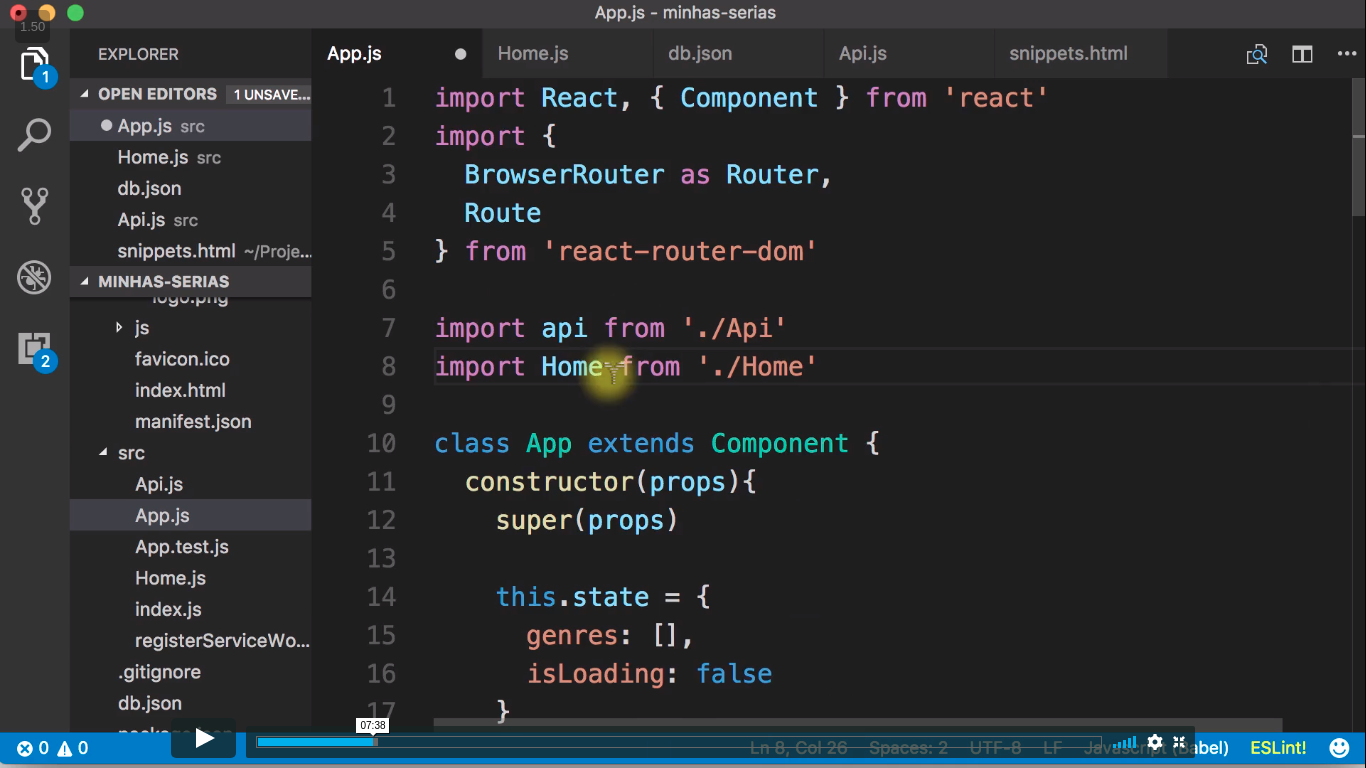 App.js - minhas-serias
1.50
EXPLORER
App.js
Home.js
db.json
Api.js
snippets.html
1
OPEN EDITORS 1 UNSAVE...
App.js src
Home.js src
db.json
Api.js src
snippets.html ~/Proje...
MINHAS-SERIAS
logo.png
js
favicon.ico
index.html
manifest.json
src
Api.js
App.js
App.test.js
Home.js
index.js
registerServiceWo...
.gitignore
db.json
package.json
2
1 import React, { Component } from 'react'
2 import {
3 BrowserRouter as Router,
4 Route
5 } from 'react-router-dom'
6
7 import api from './Api'
8 import Home from './Home'
9
10 class App extends Component {
11 constructor(props){
12 super(props)
13
14 this.state = {
15 genres: [],
16 isLoading: false
17 }
07:38
0 0
Ln 8, Col 26 Spaces: 2 UTF-8 LF Javascript (Babel) ESLint!